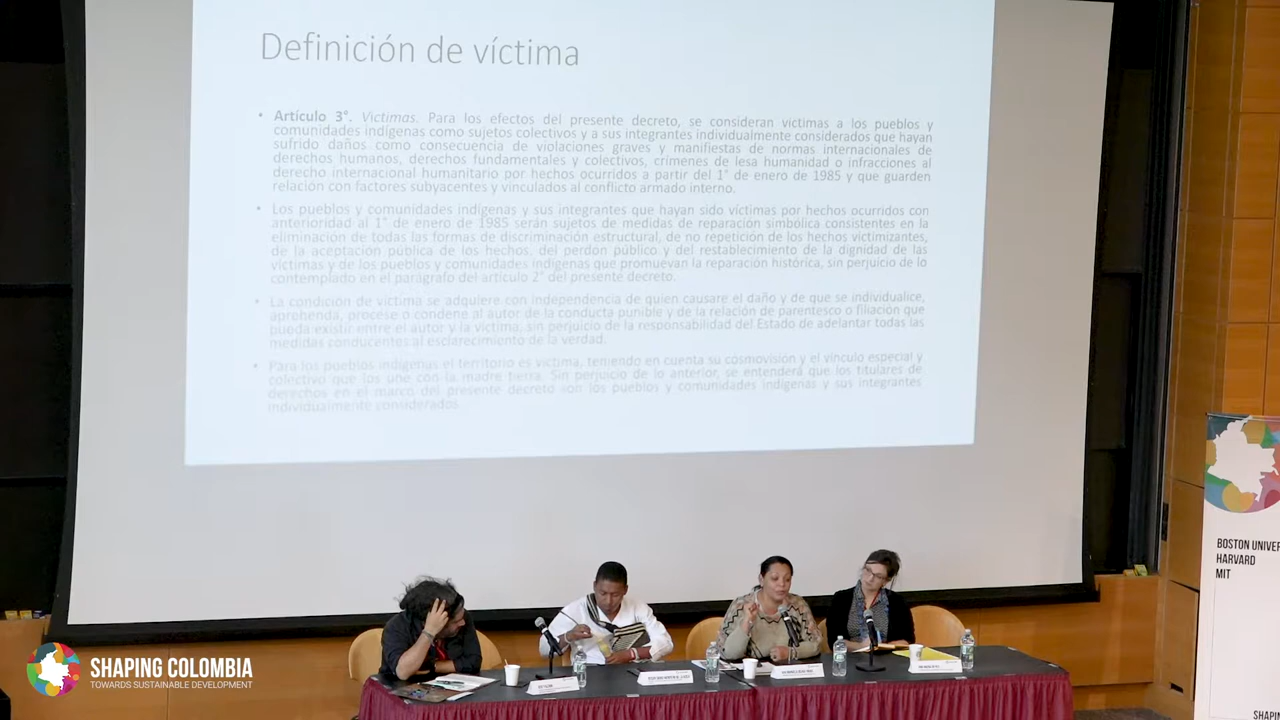 Definición de víctima
• Artículo 3°. Víctimas. Para los efectos del presente decreto, se consideran víctimas a los pueblos y
comunidades indígenas como sujetos colectivos y a sus integrantes individualmente considerados que hayan
sufrido daños como consecuencia de violaciones graves y manifiestas de normas internacionales de
derechos humanos, derechos fundamentales y colectivos, crímenes de lesa humanidad o infracciones al
derecho internacional humanitario por hechos ocurridos a partir del 1° de enero de 1985 y que guarden
relación con factores subyacentes y vinculados al conflicto armado interno.
• Los pueblos y comunidades indígenas y sus integrantes que hayan sido víctimas por hechos ocurridos con
anterioridad al 1° de enero de 1985 serán sujetos de medidas de reparación simbólica consistentes en la
eliminación de todas las formas de discriminación estructural, de no repetición de los hechos victimizantes,
de la aceptación pública de los hechos, del perdón público y del restablecimiento de la dignidad de las
víctimas y de los pueblos y comunidades indígenas que promuevan la reparación histórica, sin perjuicio de lo
contemplado en el parágrafo del artículo 2° del presente decreto.
• La condición de víctima se adquiere con independencia de quien causare el daño y de que se individualice,
aprehenda, procese o condene al autor de la conducta punible y de la relación de parentesco o filiación que
pueda existir entre el autor y la víctima, sin perjuicio de la responsabilidad del Estado de adelantar todas las
medidas conducentes al esclarecimiento de la verdad.
• Para los pueblos indígenas el territorio es víctima, teniendo en cuenta su cosmovisión y el vínculo especial y
colectivo que los une con la madre tierra. Sin perjuicio de lo anterior, se entenderá que los titulares de
derechos en el marco del presente decreto son los pueblos y comunidades indígenas y sus integrantes
individualmente considerados.
BOSTON UNIVER
HARVARD
MIT
SHAPIN
SHAPING COLOMBIA
TOWARDS SUSTAINABLE DEVELOPMENT